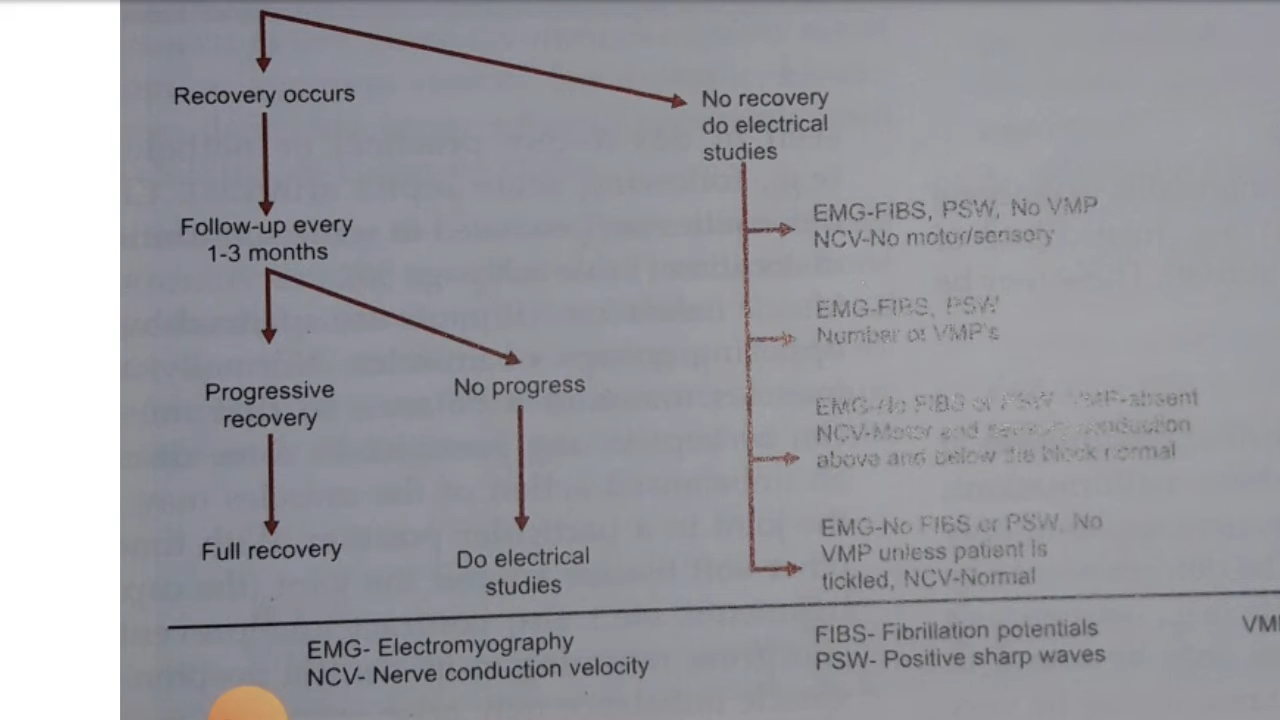 Recovery occurs
No recovery
do electrical
studies
Follow-up every
1-3 months
EMG-FIBS, PSW, No VMP
NCV-No motor/sensory
EMG-FIBS, PSW
Number of VMP's
Progressive
recovery
No progress
EMG-No FIBS or PSW, VMP-absent
NCV-Motor and sensory conduction
above and below the block normal
Full recovery
Do electrical
studies
EMG-No FIBS or PSW, No
VMP unless patient is
tickled, NCV-Normal
EMG- Electromyography
NCV- Nerve conduction velocity
FIBS- Fibrillation potentials
PSW- Positive sharp waves